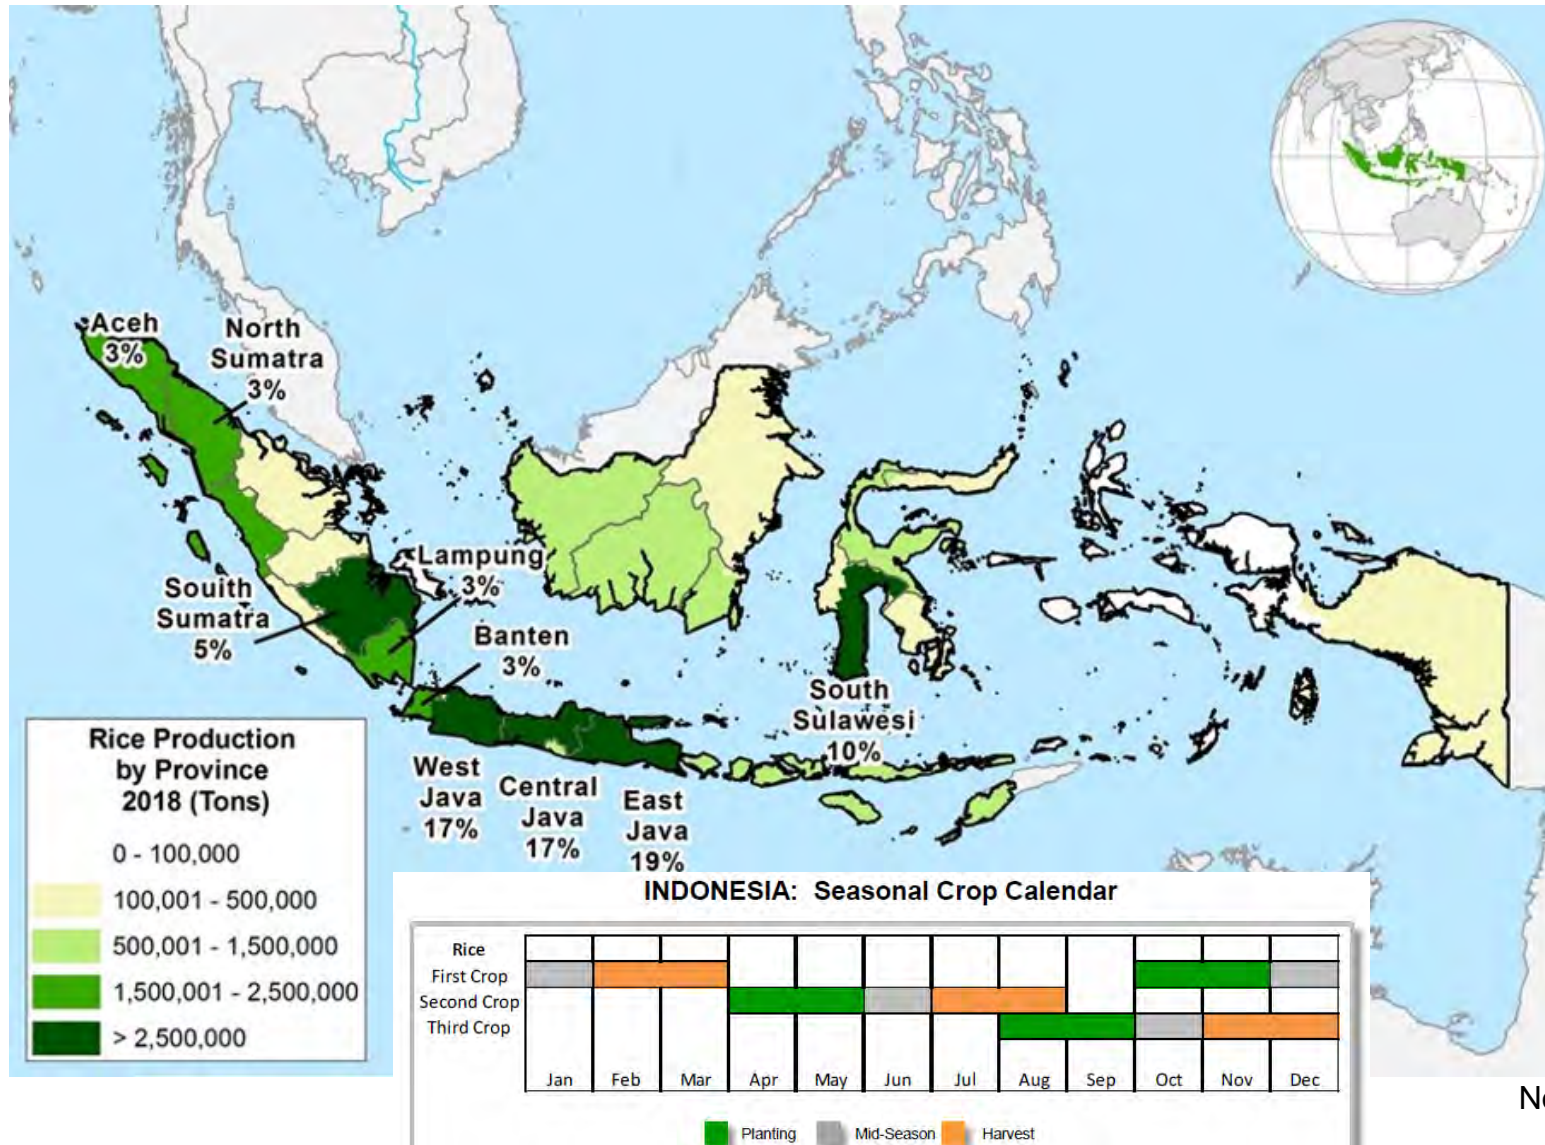 Aceh
3%
North
Sumatra
3%
Lampung
3%
Souith
Sumatra
5%
Banten
3%
South
Sulawesi
10%
West
Java
17%
Central
Java
17%
East
Java
19%
Rice Production
by Province
2018 (Tons)
0 - 100,000
100,001 - 500,000
500,001 - 1,500,000
1,500,001 - 2,500,000
> 2,500,000
INDONESIA: Seasonal Crop Calendar
Rice
First Crop
Second Crop
Third Crop
Jan Feb Mar Apr May Jun Jul Aug Sep Oct Nov Dec
Planting Mid-Season Harvest